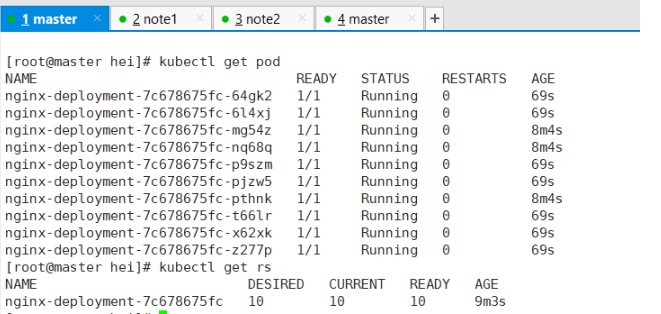 1 master × 2 note1 × 3 note2 × 4 master × +
[root@master hei]# kubectl get pod
NAME READY STATUS RESTARTS AGE
nginx-deployment-7c678675fc-64gk2 1/1 Running 0 69s
nginx-deployment-7c678675fc-6l4xj 1/1 Running 0 69s
nginx-deployment-7c678675fc-mg54z 1/1 Running 0 8m4s
nginx-deployment-7c678675fc-nq68q 1/1 Running 0 8m4s
nginx-deployment-7c678675fc-p9szm 1/1 Running 0 69s
nginx-deployment-7c678675fc-pjzw5 1/1 Running 0 69s
nginx-deployment-7c678675fc-pthnk 1/1 Running 0 8m4s
nginx-deployment-7c678675fc-t66lr 1/1 Running 0 69s
nginx-deployment-7c678675fc-x62xk 1/1 Running 0 69s
nginx-deployment-7c678675fc-z277p 1/1 Running 0 69s
[root@master hei]# kubectl get rs
NAME DESIRED CURRENT READY AGE
nginx-deployment-7c678675fc 10 10 10 9m3s